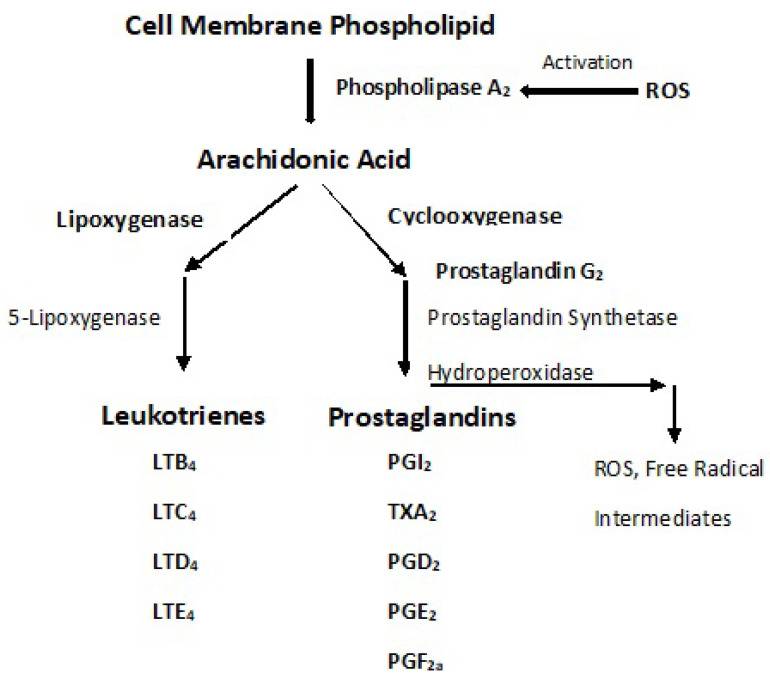 Cell Membrane Phospholipid
Activation
Phospholipase A₂
ROS
Arachidonic Acid
Lipoxygenase
Cyclooxygenase
Prostaglandin G₂
5-Lipoxygenase
Prostaglandin Synthetase
Hydroperoxidase
Leukotrienes
Prostaglandins
LTB₄
LTC₄
LTD₄
LTE₄
PGI₂
TXA₂
PGD₂
PGE₂
PGF₂ₐ
ROS, Free Radical
Intermediates